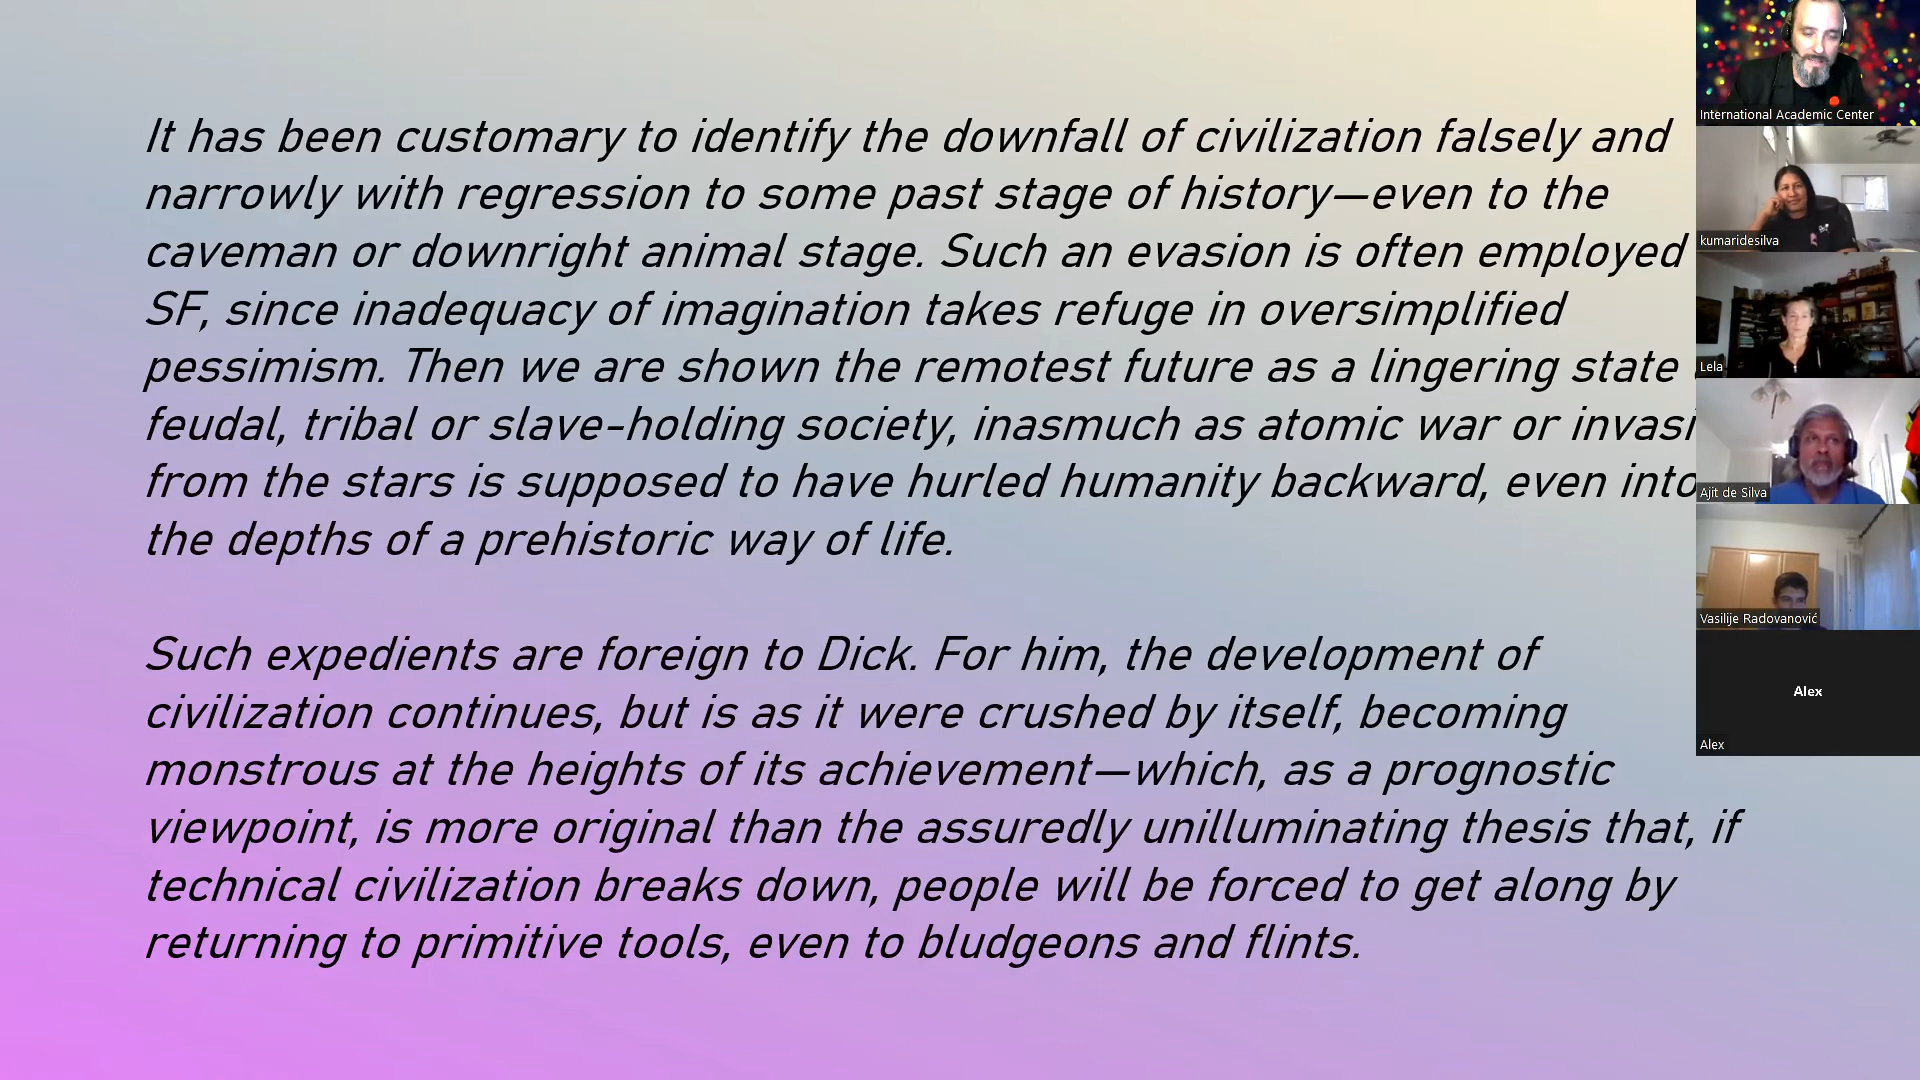 It has been customary to identify the downfall of civilization falsely and
narrowly with regression to some past stage of history—even to the
caveman or downright animal stage. Such an evasion is often employed
SF, since inadequacy of imagination takes refuge in oversimplified
pessimism. Then we are shown the remotest future as a lingering state
feudal, tribal or slave-holding society, inasmuch as atomic war or
from the stars is supposed to have hurled humanity backward, even into
the depths of a prehistoric way of life.
Such expedients are foreign to Dick. For him, the development of
civilization continues, but is as it were crushed by itself, becoming
monstrous at the heights of its achievement—which, as a prognostic
viewpoint, is more original than the assuredly unilluminating thesis that, if
technical civilization breaks down, people will be forced to get along by
returning to primitive tools, even to bludgeons and flints.
International Academic Center
kumaridesilva
Lela
Ajit de Silva
Vasilije Radovanović
Alex
Alex